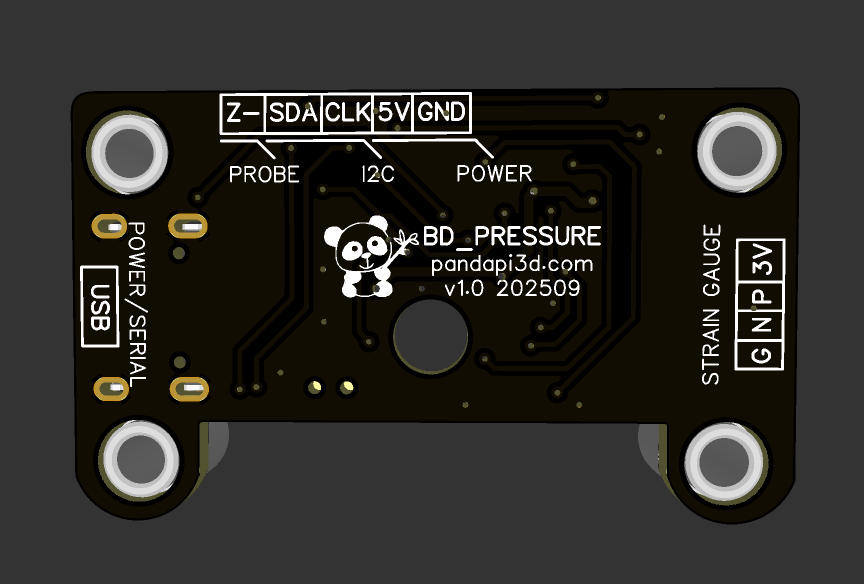 Z- SDA CLK 5V GND
PROBE I2C POWER
BD_PRESSURE
pandapi3d.com
v1.0 202509
POWER/SERIAL
USB
STRAIN GAUGE
G N P 3V